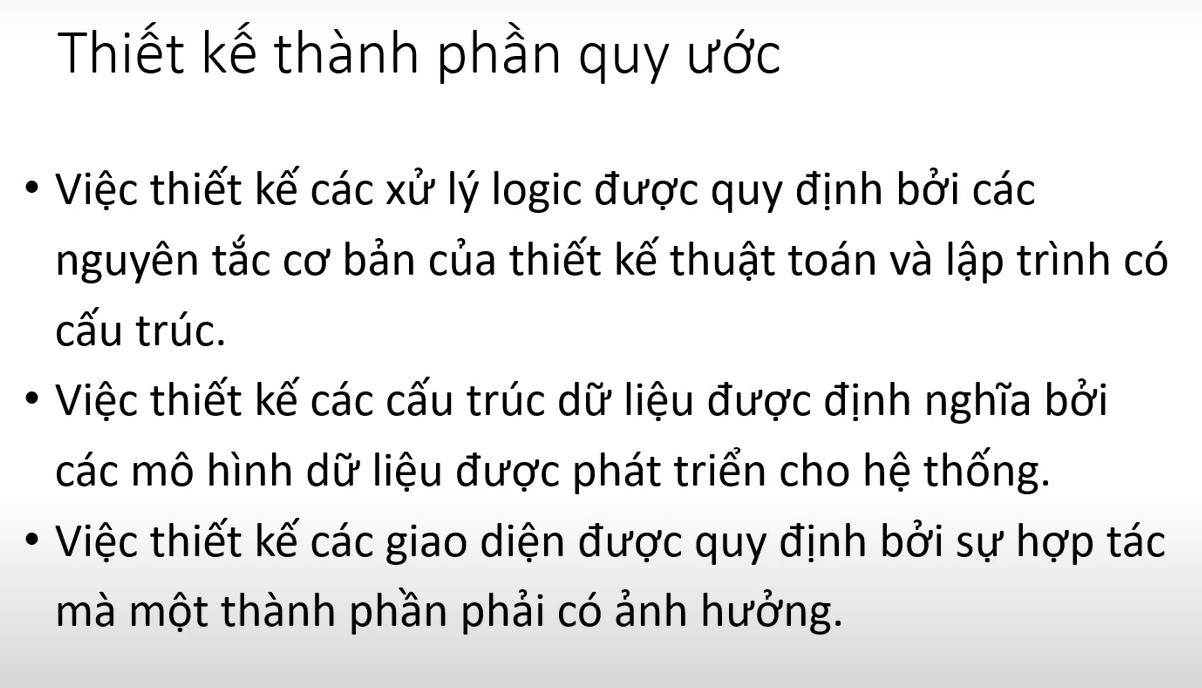 Thiết kế thành phần quy ước
• Việc thiết kế các xử lý logic được quy định bởi các
nguyên tắc cơ bản của thiết kế thuật toán và lập trình có
cấu trúc.
• Việc thiết kế các cấu trúc dữ liệu được định nghĩa bởi
các mô hình dữ liệu được phát triển cho hệ thống.
• Việc thiết kế các giao diện được quy định bởi sự hợp tác
mà một thành phần phải có ảnh hưởng.